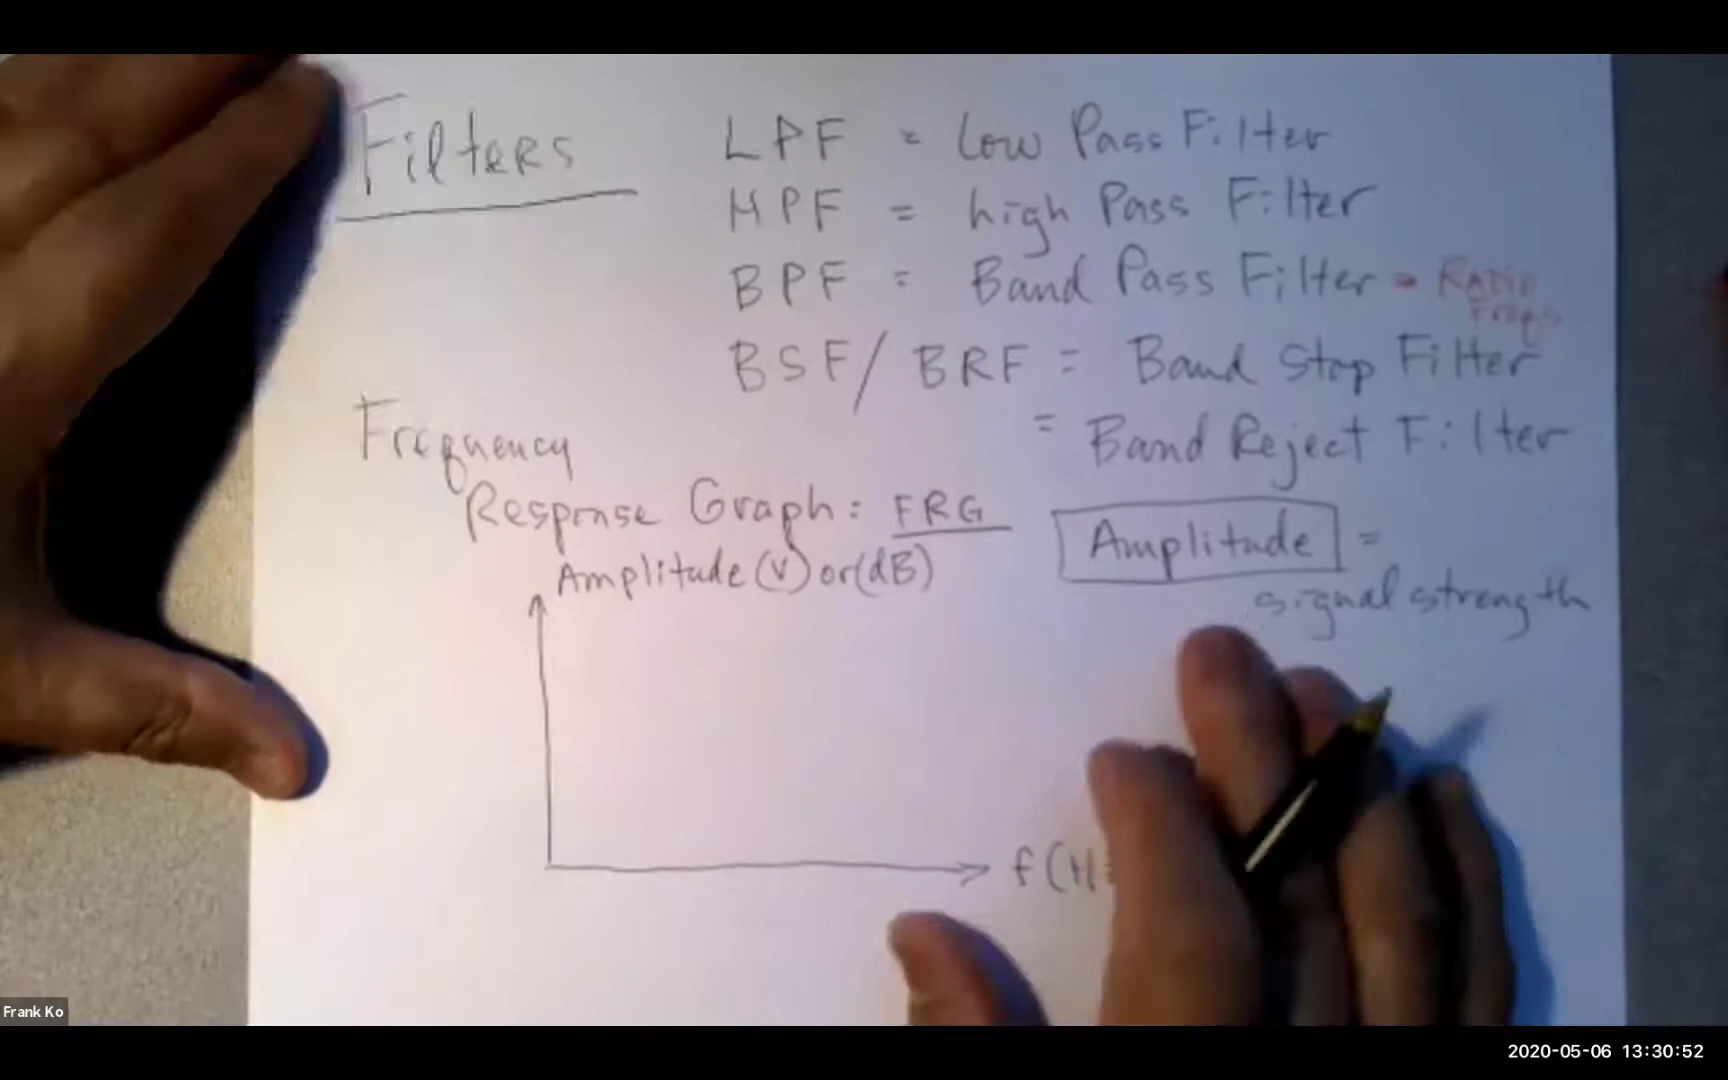 Filters
LPF = Low Pass Filter
HPF = high Pass Filter
BPF = Band Pass Filter - Radio
Freqs
BSF/BRF = Band Stop Filter
= Band Reject Filter
Frequency
Response Graph: FRG
Amplitude =
signal strength
Amplitude (V) or (dB)
f (H
Frank Ko
2020-05-06 13:30:52